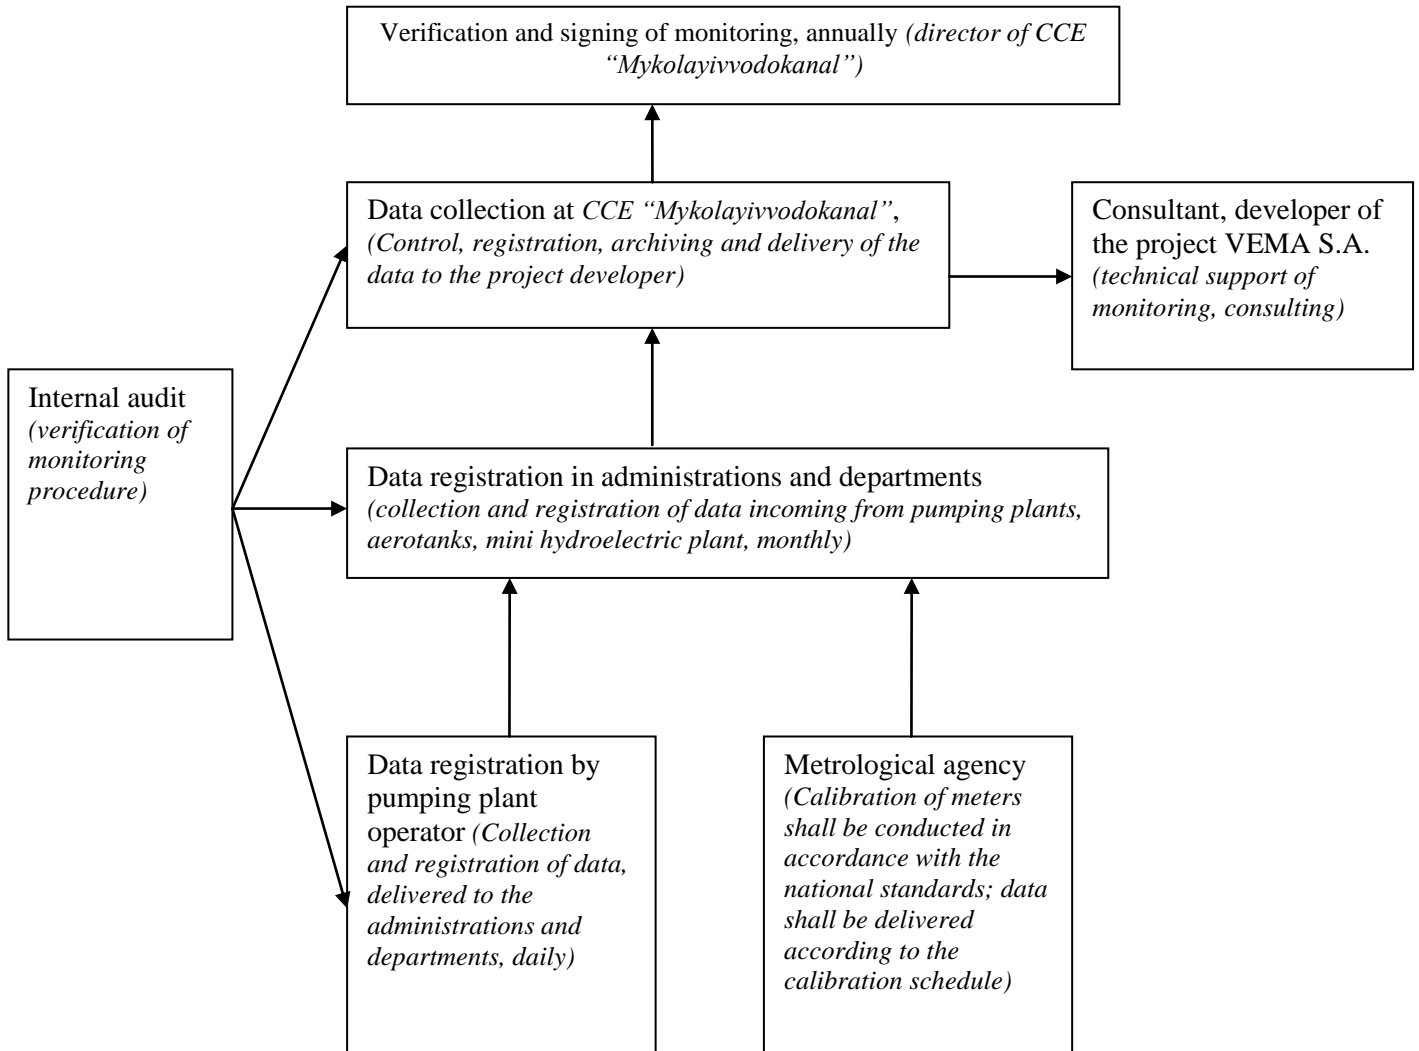 Verification and signing of monitoring, annually (director of CCE
“Mykolayivvodokanal”)
Data collection at CCE “Mykolayivvodokanal”,
(Control, registration, archiving and delivery of the
data to the project developer)
Consultant, developer of
the project VEMA S.A.
(technical support of
monitoring, consulting)
Internal audit
(verification of
monitoring
procedure)
Data registration in administrations and departments
(collection and registration of data incoming from pumping plants,
aerotanks, mini hydroelectric plant, monthly)
Data registration by
pumping plant
operator (Collection
and registration of data,
delivered to the
administrations and
departments, daily)
Metrological agency
(Calibration of meters
shall be conducted in
accordance with the
national standards; data
shall be delivered
according to the
calibration schedule)